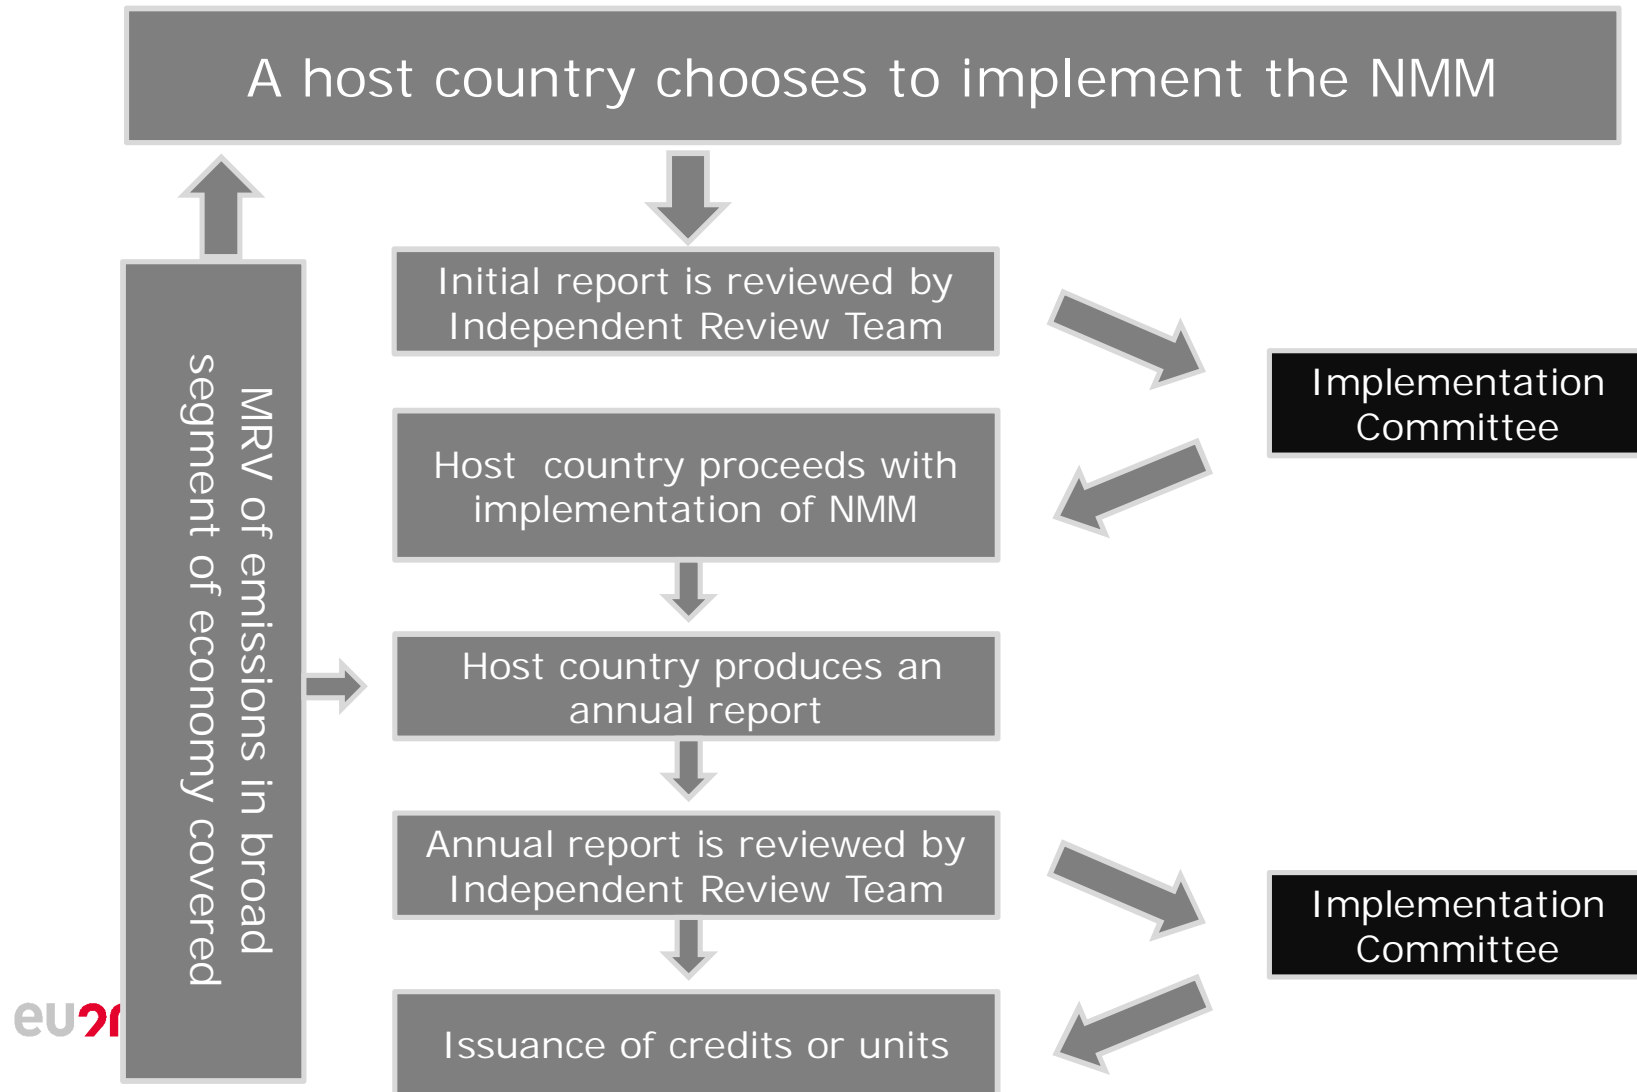 A host country chooses to implement the NMM
Initial report is reviewed by
Independent Review Team
Implementation
Committee
Host country proceeds with
implementation of NMM
MRV of emissions in broad
segment of economy covered
Host country produces an
annual report
Annual report is reviewed by
Independent Review Team
Implementation
Committee
Issuance of credits or units